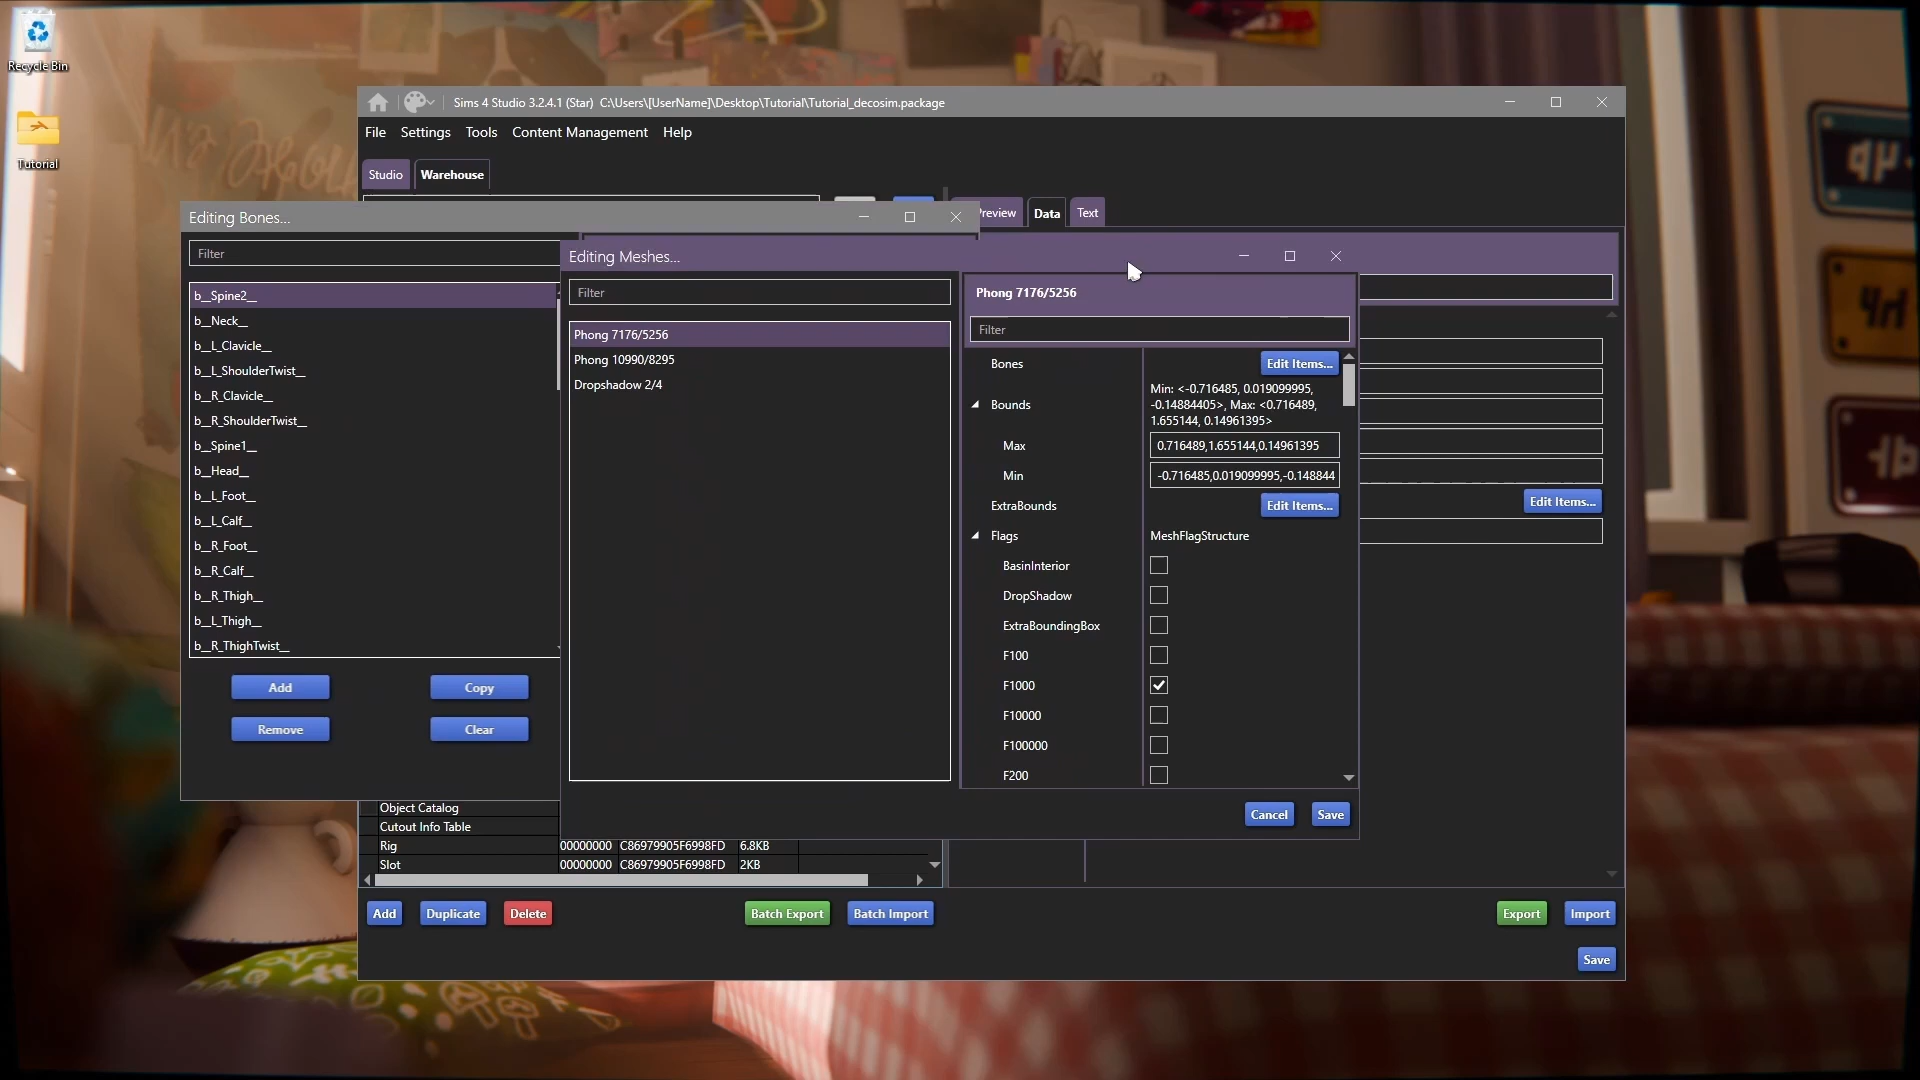 Recycle Bin
Tutorial
Sims 4 Studio 3.2.4.1 (Star)  C:\Users\[UserName]\Desktop\Tutorial\Tutorial_decosim.package
File Settings Tools Content Management Help
Studio Warehouse
Preview Data Text
Editing Bones...
Filter
b__Spine2__
b__Neck__
b__L_Clavicle__
b__L_ShoulderTwist__
b__R_Clavicle__
b__R_ShoulderTwist__
b__Spine1__
b__Head__
b__L_Foot__
b__L_Calf__
b__R_Foot__
b__R_Calf__
b__R_Thigh__
b__L_Thigh__
b__R_ThighTwist__
Add Copy
Remove Clear
Editing Meshes...
Filter
Phong 7176/5256
Phong 10990/8295
Dropshadow 2/4
Phong 7176/5256
Filter
Bones Edit Items...
Bounds Min: <-0.716485, 0.019099995,
-0.14884405>, Max: <0.716489,
1.655144, 0.14961395>
Max 0.716489,1.655144,0.14961395
Min -0.716485,0.019099995,-0.148844
ExtraBounds Edit Items...
Flags MeshFlagStructure
BasinInterior
DropShadow
ExtraBoundingBox
F100
F1000
F10000
F100000
F200
Cancel Save
Edit Items...
Object Catalog
Cutout Info Table
Rig 00000000 C86979905F6998FD 6.8KB
Slot 00000000 C86979905F6998FD 2KB
Add Duplicate Delete Batch Export Batch Import Export Import
Save